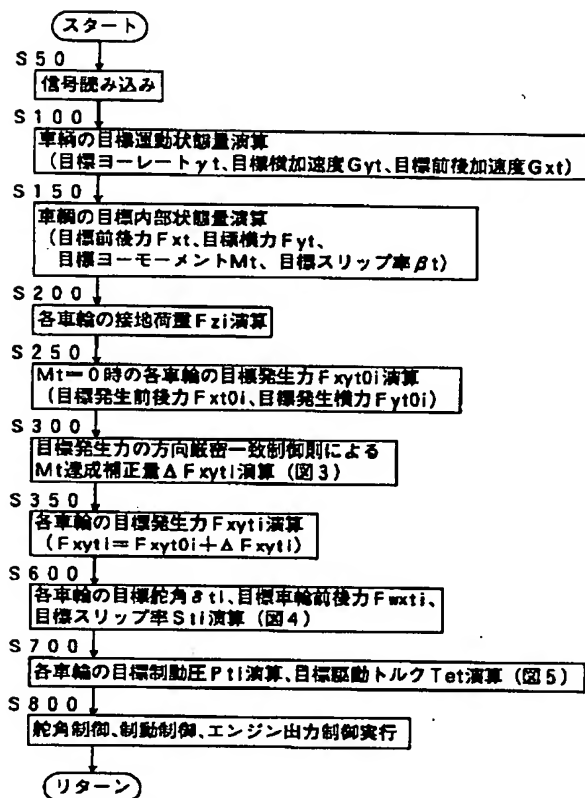 スタート
S50
信号読み込み
S100
車輌の目標運動状態量演算
(目標ヨーレートγt、目標横加速度Gyt、目標前後加速度Gxt)
S150
車輌の目標内部状態量演算
(目標前後力Fxt、目標横力Fyt、
目標ヨーモーメントMt、目標スリップ率βt)
S200
各車輪の接地荷重Fzi演算
S250
Mt=0時の各車輪の目標発生力Fxyt0i演算
(目標発生前後力Fxt0i、目標発生横力Fyt0i)
S300
目標発生力の方向厳密一致制御則による
Mt達成補正量ΔFxyti演算(図3)
S350
各車輪の目標発生力Fxyti演算
(Fxyti=Fxyt0i+ΔFxyti)
S600
各車輪の目標舵角δti、目標車輪前後力Fwxti、
目標スリップ率Sti演算(図4)
S700
各車輪の目標制動圧Pti演算、目標駆動トルクTet演算(図5)
S800
舵角制御、制動制御、エンジン出力制御実行
リターン